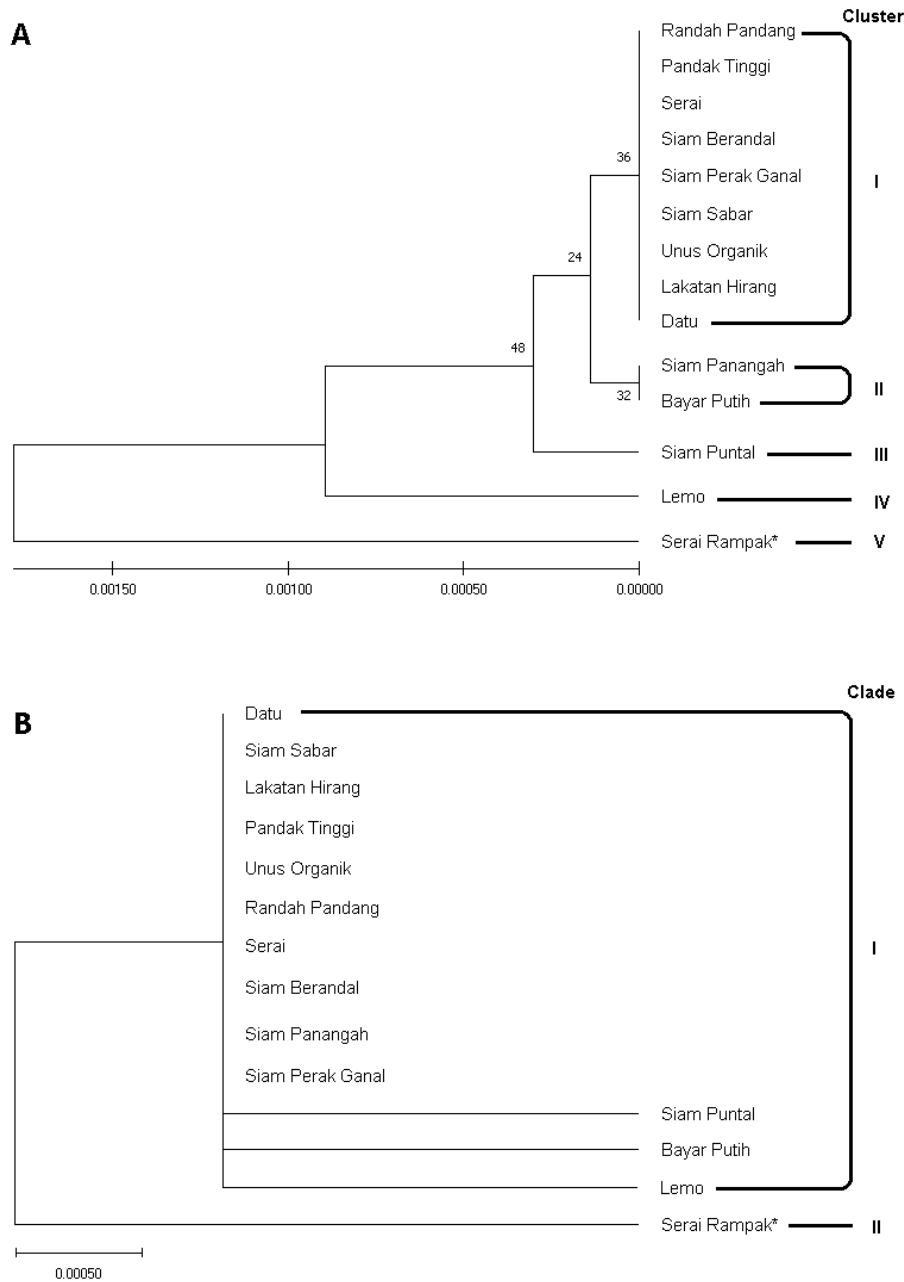 A
Cluster
Randah Pandang
Pandak Tinggi
Serai
Siam Berandal
36
Siam Perak Ganal
I
Siam Sabar
Unus Organik
24
Lakatan Hirang
Datu
48
Siam Panangah
II
32
Bayar Putih
Siam Puntal
III
Lemo
IV
Serai Rampak*
V
0.00150
0.00100
0.00050
0.00000
Clade
B
Datu
Siam Sabar
Lakatan Hirang
Pandak Tinggi
Unus Organik
Randah Pandang
Serai
I
Siam Berandal
Siam Panangah
Siam Perak Ganal
Siam Puntal
Bayar Putih
Lemo
Serai Rampak*
II
0.00050